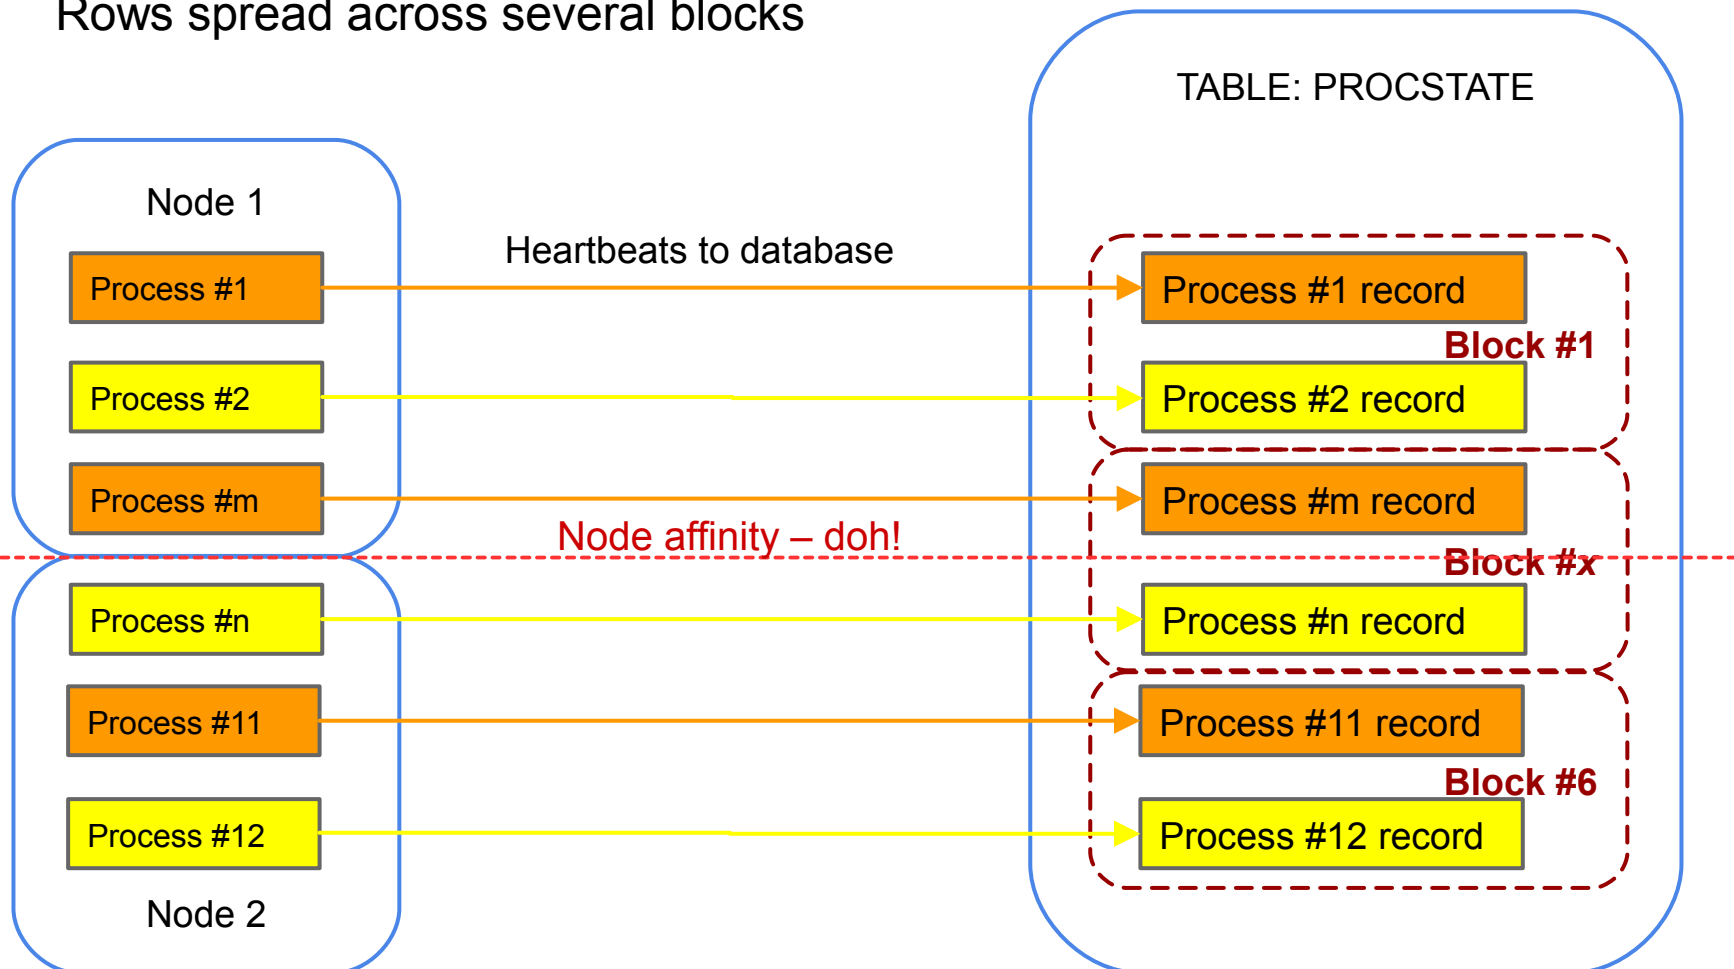 Rows spread across several blocks
TABLE: PROCSTATE
Node 1
Heartbeats to database
Process #1
Process #1 record
Block #1
Process #2
Process #2 record
Process #m
Process #m record
Node affinity – doh!
Block #x
Process #n
Process #n record
Process #11
Process #11 record
Block #6
Process #12
Process #12 record
Node 2